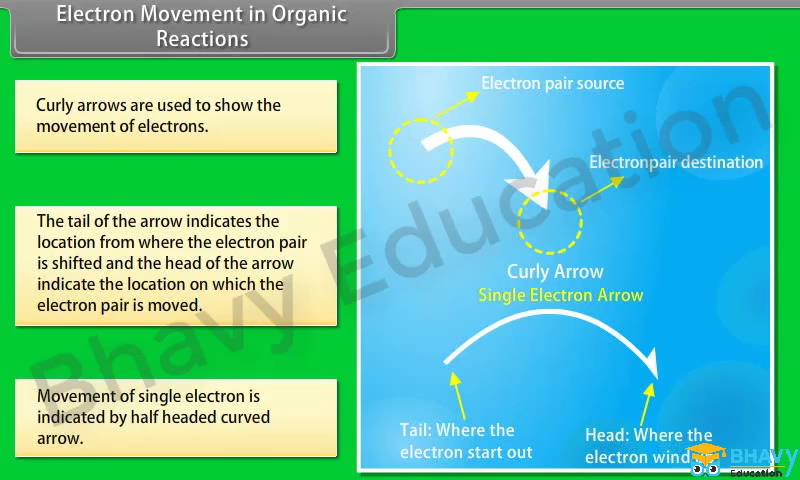 Electron Movement in Organic
Reactions
Curly arrows are used to show the
movement of electrons.
The tail of the arrow indicates the
location from where the electron pair
is shifted and the head of the arrow
indicate the location on which the
electron pair is moved.
Movement of single electron is
indicated by half headed curved
arrow.
Electron pair source
Electronpair destination
Curly Arrow
Single Electron Arrow
Tail: Where the
electron start out
Head: Where the
electron wind
Bhavy Education
BHAVY
Education